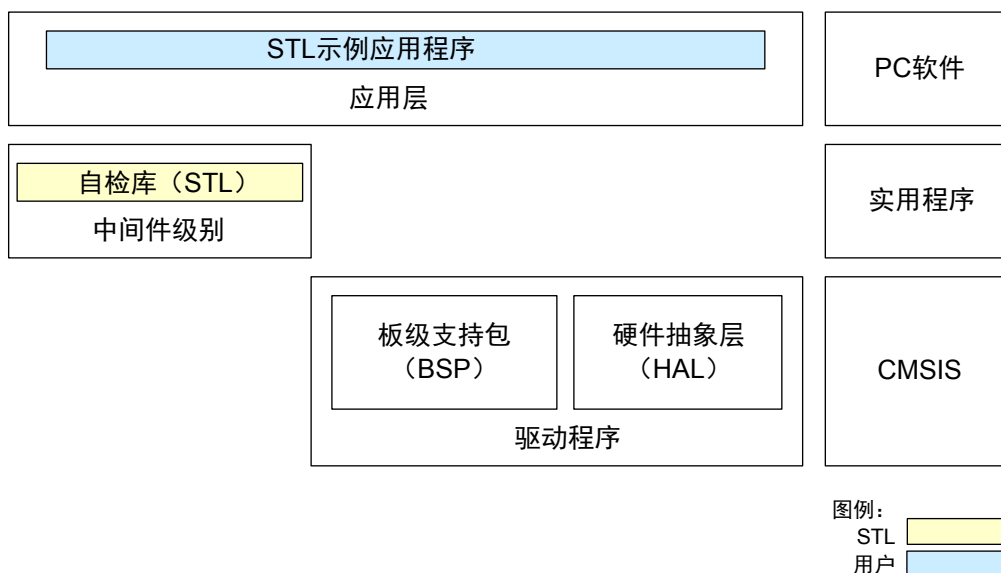 STL示例应用程序
应用层
PC软件
自检库（STL）
中间件级别
实用程序
板级支持包
（BSP）
硬件抽象层
（HAL）
驱动程序
CMSIS
图例：
STL
用户